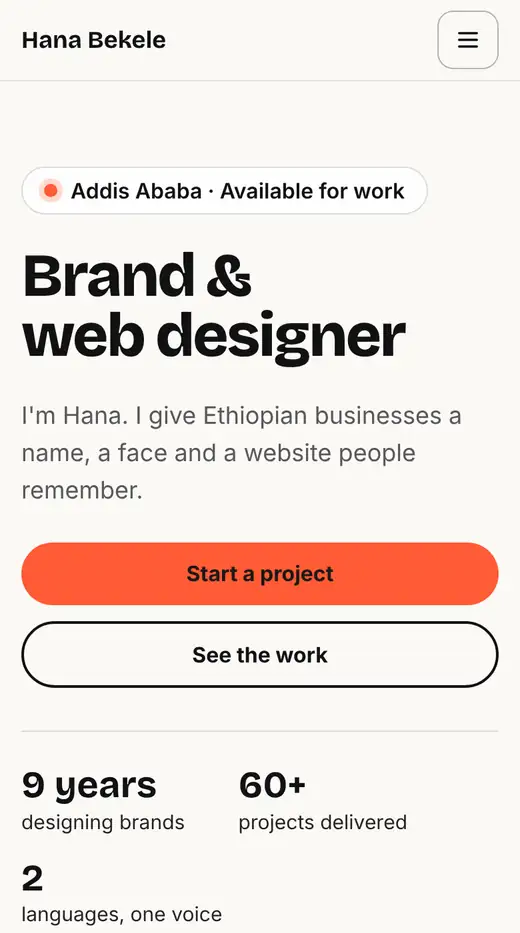 Hana Bekele
Addis Ababa · Available for work
Brand &
web designer
I'm Hana. I give Ethiopian businesses a
name, a face and a website people
remember.
Start a project
See the work
9 years
designing brands
60+
projects delivered
2
languages, one voice